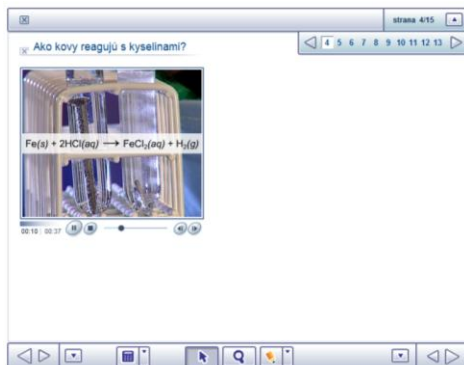 strana 4/15
4 5 6 7 8 9 10 11 12 13
Ako kovy reagujú s kyselinami?
Fe(s) + 2HCl(aq) ⟶ FeCl₂(aq) + H₂(g)
00:10 00:37